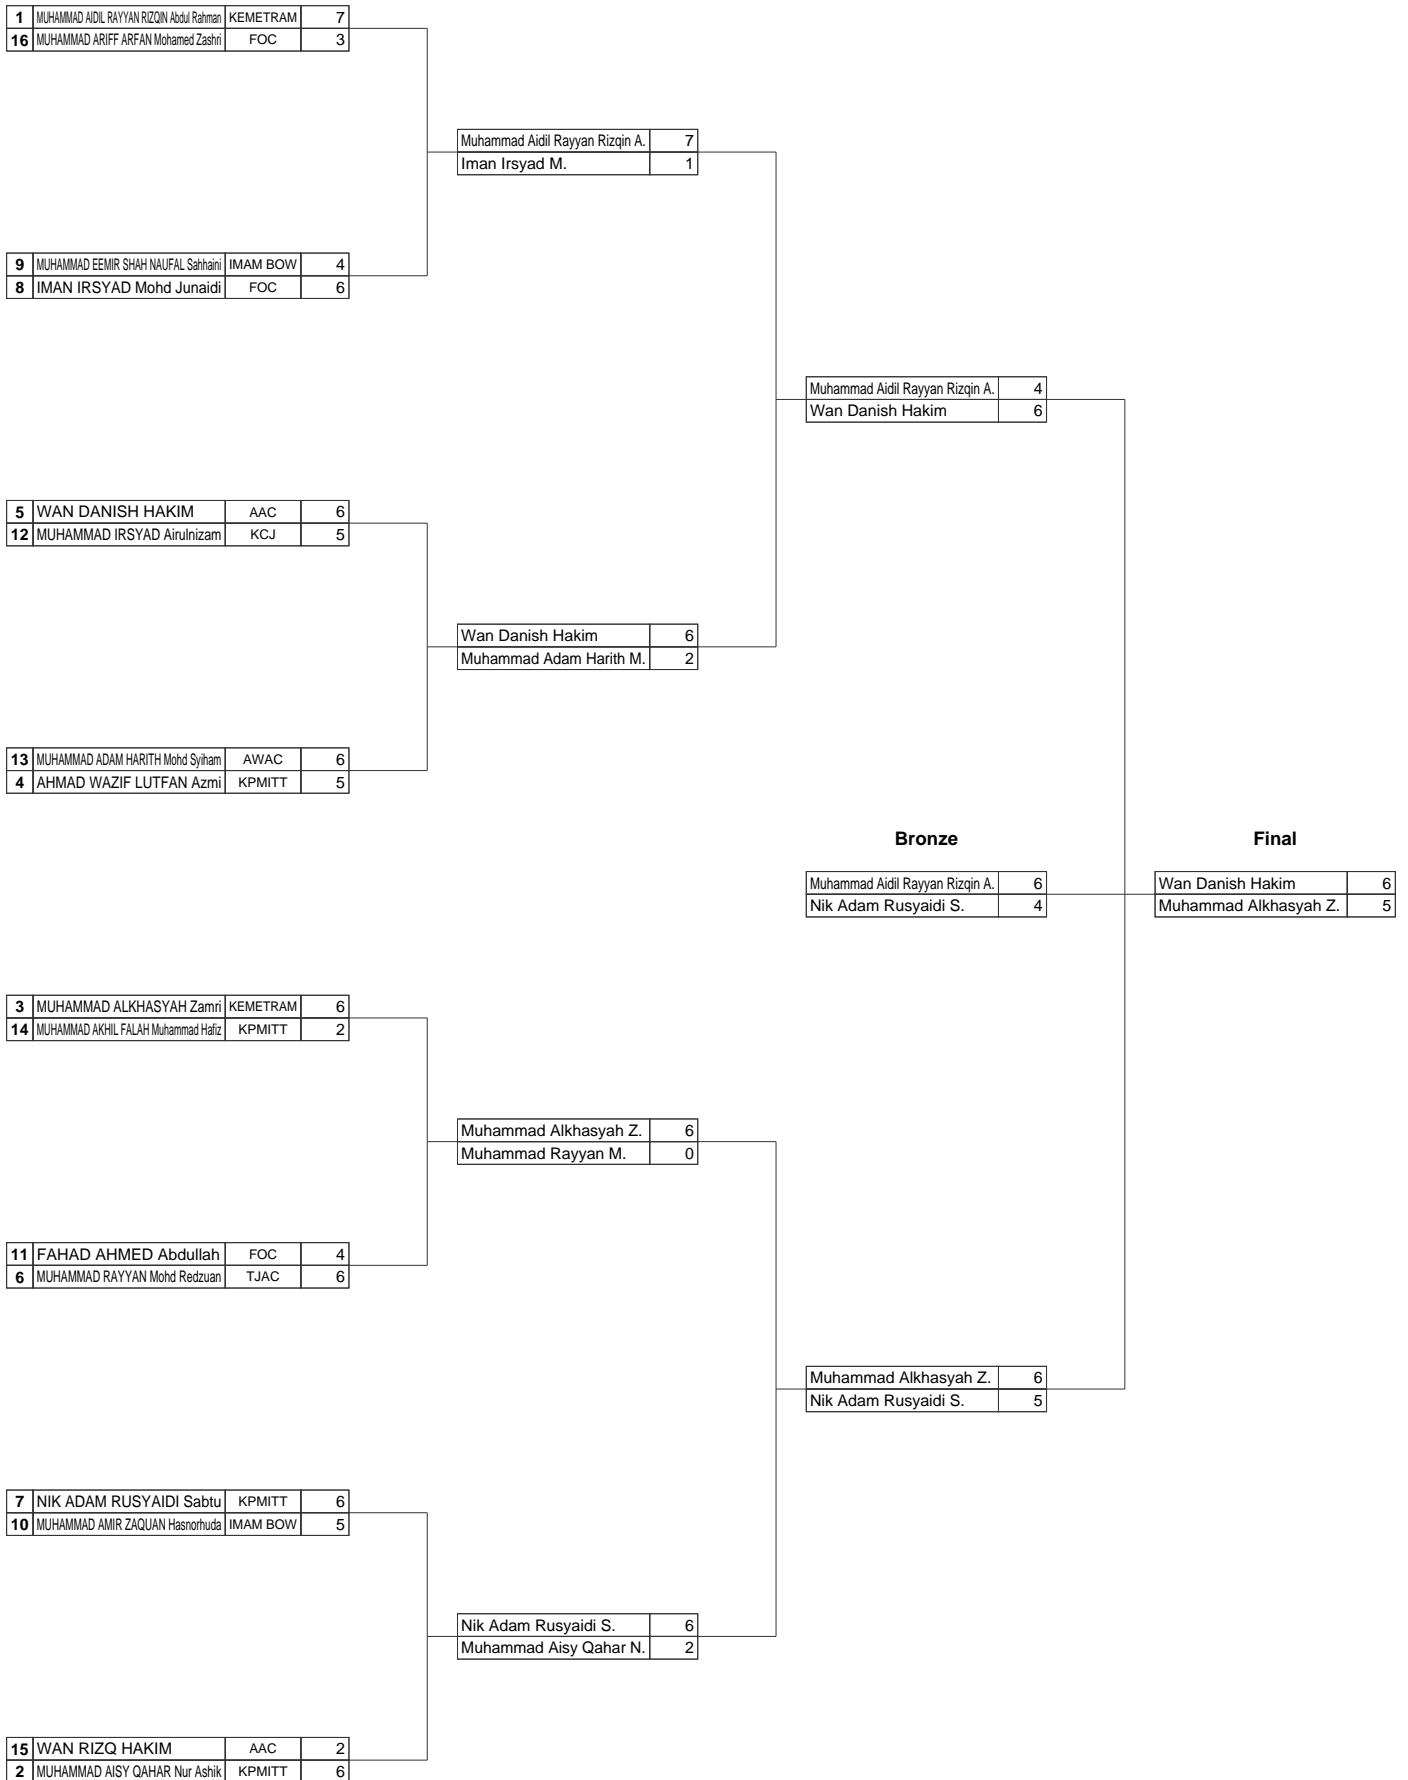 1 MUHAMMAD AIDIL RAYYAN RIZQIN Abdul Rahman KEMETRAM 7
16 MUHAMMAD ARIFF ARFAN Mohamed Zashri FOC 3
Muhammad Aidil Rayyan Rizqin A. 7
Iman Irsyad M. 1
9 MUHAMMAD EEMIR SHAH NAUFAL Sahhaini IMAM BOW 4
8 IMAN IRSYAD Mohd Junaidi FOC 6
Muhammad Aidil Rayyan Rizqin A. 4
Wan Danish Hakim 6
5 WAN DANISH HAKIM AAC 6
12 MUHAMMAD IRSYAD Airulnizam KCJ 5
Wan Danish Hakim 6
Muhammad Adam Harith M. 2
13 MUHAMMAD ADAM HARITH Mohd Syiham AWAC 6
4 AHMAD WAZIF LUTFAN Azmi KPMITT 5
Bronze Final
Muhammad Aidil Rayyan Rizqin A. 6 Wan Danish Hakim 6
Nik Adam Rusyaidi S. 4 Muhammad Alkhasyah Z. 5
3 MUHAMMAD ALKHASYAH Zamri KEMETRAM 6
14 MUHAMMAD AKHIL FALAH Muhammad Hafiz KPMITT 2
Muhammad Alkhasyah Z. 6
Muhammad Rayyan M. 0
11 FAHAD AHMED Abdullah FOC 4
6 MUHAMMAD RAYYAN Mohd Redzuan TJAC 6
Muhammad Alkhasyah Z. 6
Nik Adam Rusyaidi S. 5
7 NIK ADAM RUSYAIDI Sabtu KPMITT 6
10 MUHAMMAD AMIR ZAQUAN Hasnorhuda IMAM BOW 5
Nik Adam Rusyaidi S. 6
Muhammad Aisy Qahar N. 2
15 WAN RIZQ HAKIM AAC 2
2 MUHAMMAD AISY QAHAR Nur Ashik KPMITT 6